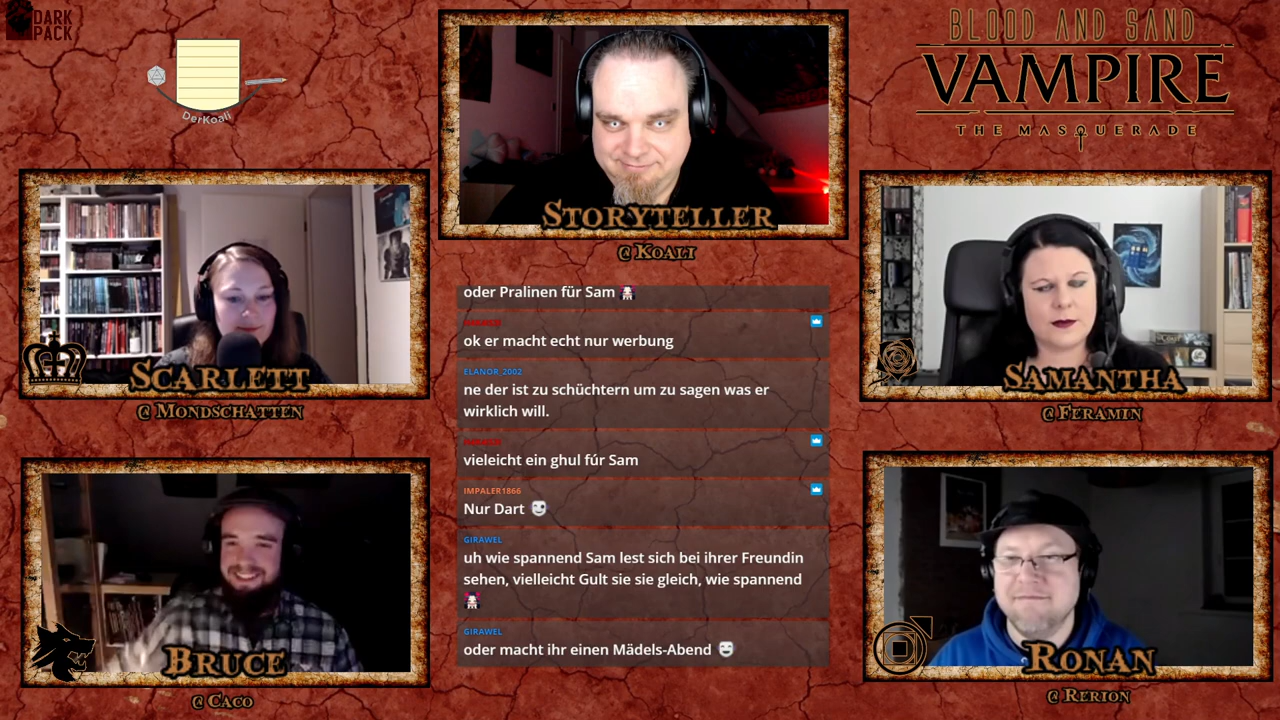 DARK
PACK
DerKoali
BLOOD AND SAND
VAMPIRE
THE MASQUERADE
STORYTELLER
@ KOALI
SCARLETT
@ MONDSCHATTEN
SAMANTHA
@ FERAMIN
oder Pralinen für Sam
ok er macht echt nur werbung
ELANOR_2002
ne der ist zu schüchtern um zu sagen was er
wirklich will.
vieleicht ein ghul fúr Sam
IMPALER1866
Nur Dart
GIRAWEL
uh wie spannend Sam lest sich bei ihrer Freundin
sehen, vielleicht Gult sie sie gleich, wie spannend
GIRAWEL
oder macht ihr einen Mädels-Abend
BRUCE
@ CACO
RONAN
@ RERION